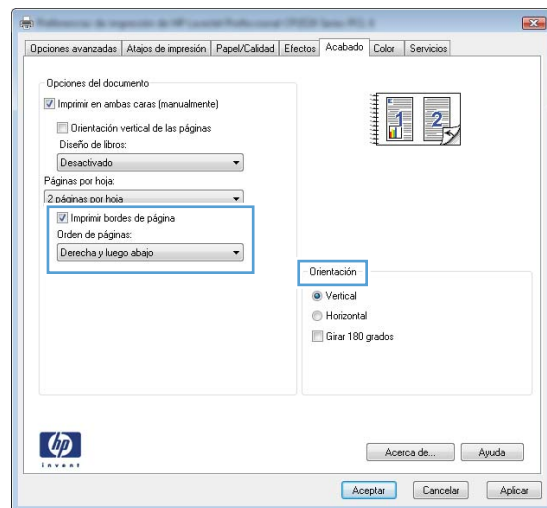 Opciones avanzadas Atajos de impresión Papel/Calidad Efectos Acabado Color Servicios
Opciones del documento
Imprimir en ambas caras (manualmente)
Orientación vertical de las páginas
Diseño de libros:
Desactivado
Páginas por hoja:
2 páginas por hoja
Imprimir bordes de página
Orden de páginas:
Derecha y luego abajo
1 2
Orientación
Vertical
Horizontal
Girar 180 grados
hp
invent
Acerca de... Ayuda
Aceptar Cancelar Aplicar